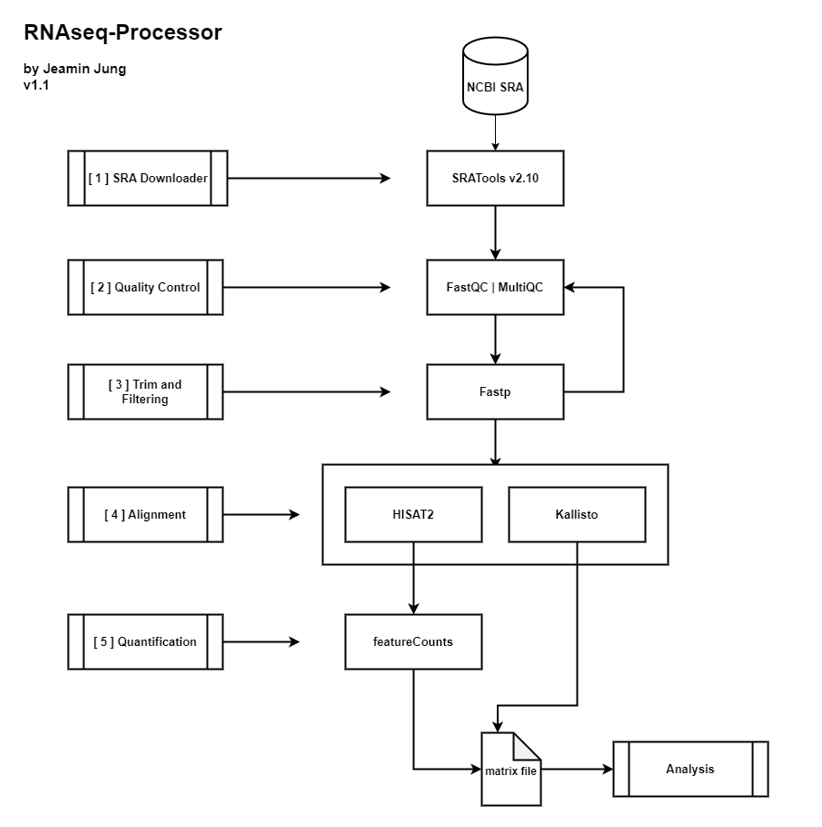 RNAseq-Processor
by Jeamin Jung
v1.1
NCBI SRA
[ 1 ] SRA Downloader
SRATools v2.10
[ 2 ] Quality Control
FastQC | MultiQC
[ 3 ] Trim and
Filtering
Fastp
[ 4 ] Alignment
HISAT2
Kallisto
[ 5 ] Quantification
featureCounts
matrix file
Analysis